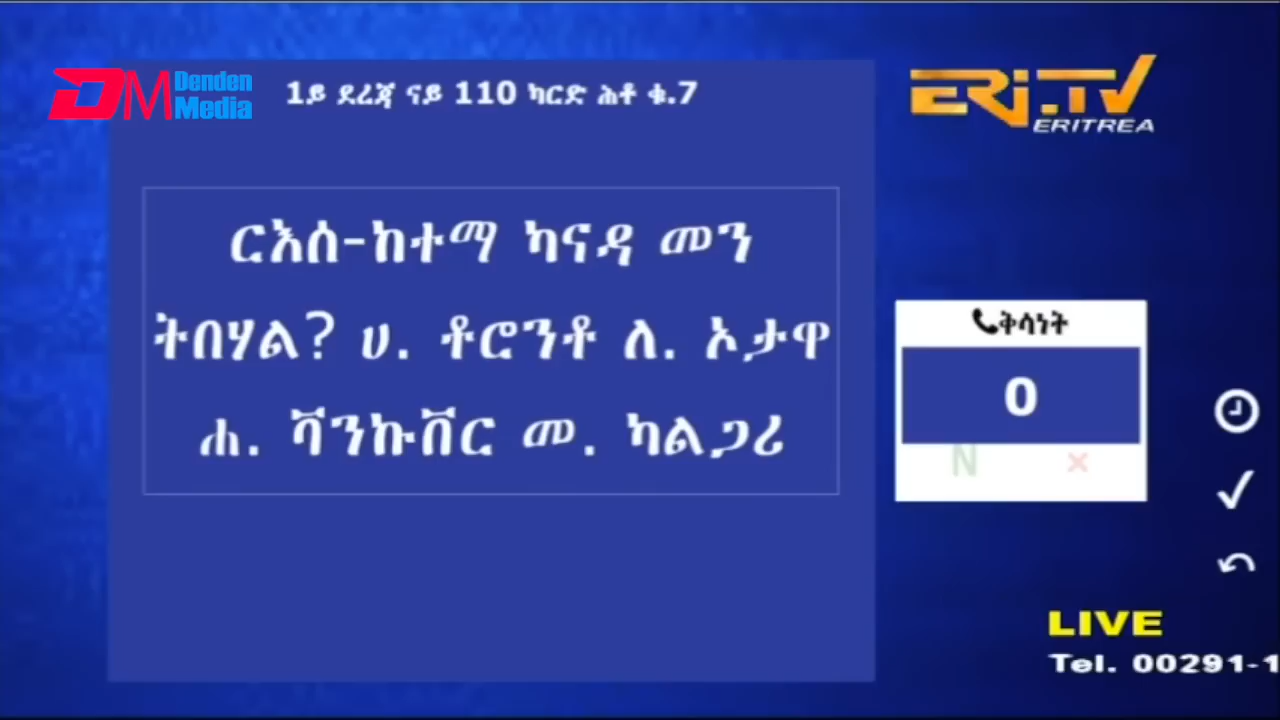 DM Denden Media
1ይ ደረጃ ናይ 110 ካርድ ሕቶ ቁ.7
ERi.TV
ERITREA
ርእሰ-ከተማ ካናዳ መን
ትበሃል? ሀ. ቶሮንቶ ለ. ኦታዋ
ሐ. ቫንኩቨር መ. ካልጋሪ
ቅሳነት
0
N ×
LIVE
Tel. 00291-1